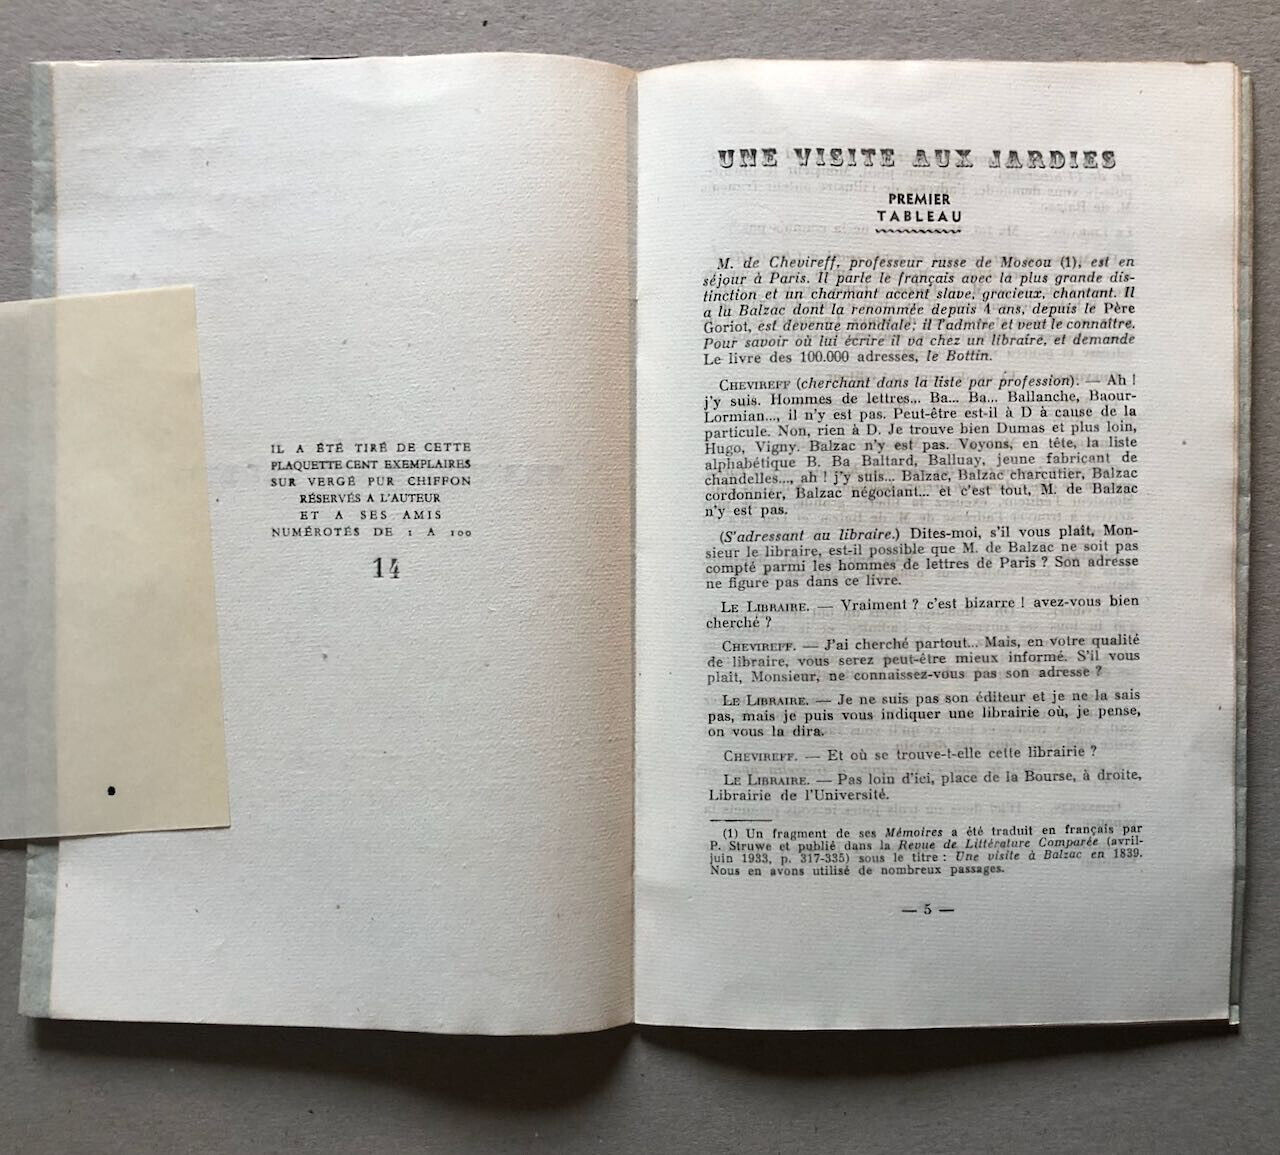 IL A ÉTÉ TIRÉ DE CETTE
PLAQUETTE CENT EXEMPLAIRES
SUR VERGÉ PUR CHIFFON
RÉSERVÉS A L'AUTEUR
ET A SES AMIS
NUMÉROTÉS DE 1 A 100
14
UNE VISITE AUX JARDIES
PREMIER
TABLEAU
M. de Chevireff, professeur russe de Moscou (1), est en
séjour à Paris. Il parle le français avec la plus grande dis-
tinction et un charmant accent slave, gracieux, chantant. Il
a lu Balzac dont la renommée depuis 4 ans, depuis le Père
Goriot, est devenue mondiale; il l'admire et veut le connaître.
Pour savoir où lui écrire il va chez un libraire, et demande
Le livre des 100.000 adresses, le Bottin.
CHEVIREFF (cherchant dans la liste par profession). — Ah !
j'y suis. Hommes de lettres... Ba... Ba... Ballanche, Baour-
Lormian..., il n'y est pas. Peut-être est-il à D à cause de la
particule. Non, rien à D. Je trouve bien Dumas et plus loin,
Hugo, Vigny. Balzac n'y est pas. Voyons, en tête, la liste
alphabétique B. Ba Baltard, Balluay, jeune fabricant de
chandelles..., ah ! j'y suis... Balzac, Balzac charcutier, Balzac
cordonnier, Balzac négociant... et c'est tout, M. de Balzac
n'y est pas.
(S'adressant au libraire.) Dites-moi, s'il vous plaît, Mon-
sieur le libraire, est-il possible que M. de Balzac ne soit pas
compté parmi les hommes de lettres de Paris ? Son adresse
ne figure pas dans ce livre.
LE LIBRAIRE. — Vraiment ? c'est bizarre ! avez-vous bien
cherché ?
CHEVIREFF. — J'ai cherché partout... Mais, en votre qualité
de libraire, vous serez peut-être mieux informé. S'il vous
plaît, Monsieur, ne connaissez-vous pas son adresse ?
LE LIBRAIRE. — Je ne suis pas son éditeur et je ne la sais
pas, mais je puis vous indiquer une librairie où, je pense,
on vous la dira.
CHEVIREFF. — Et où se trouve-t-elle cette librairie ?
LE LIBRAIRE. — Pas loin d'ici, place de la Bourse, à droite,
Librairie de l'Université.
(1) Un fragment de ses Mémoires a été traduit en français par
P. Struwe et publié dans la Revue de Littérature Comparée (avril-
juin 1933, p. 317-335) sous le titre : Une visite à Balzac en 1839.
Nous en avons utilisé de nombreux passages.
— 5 —